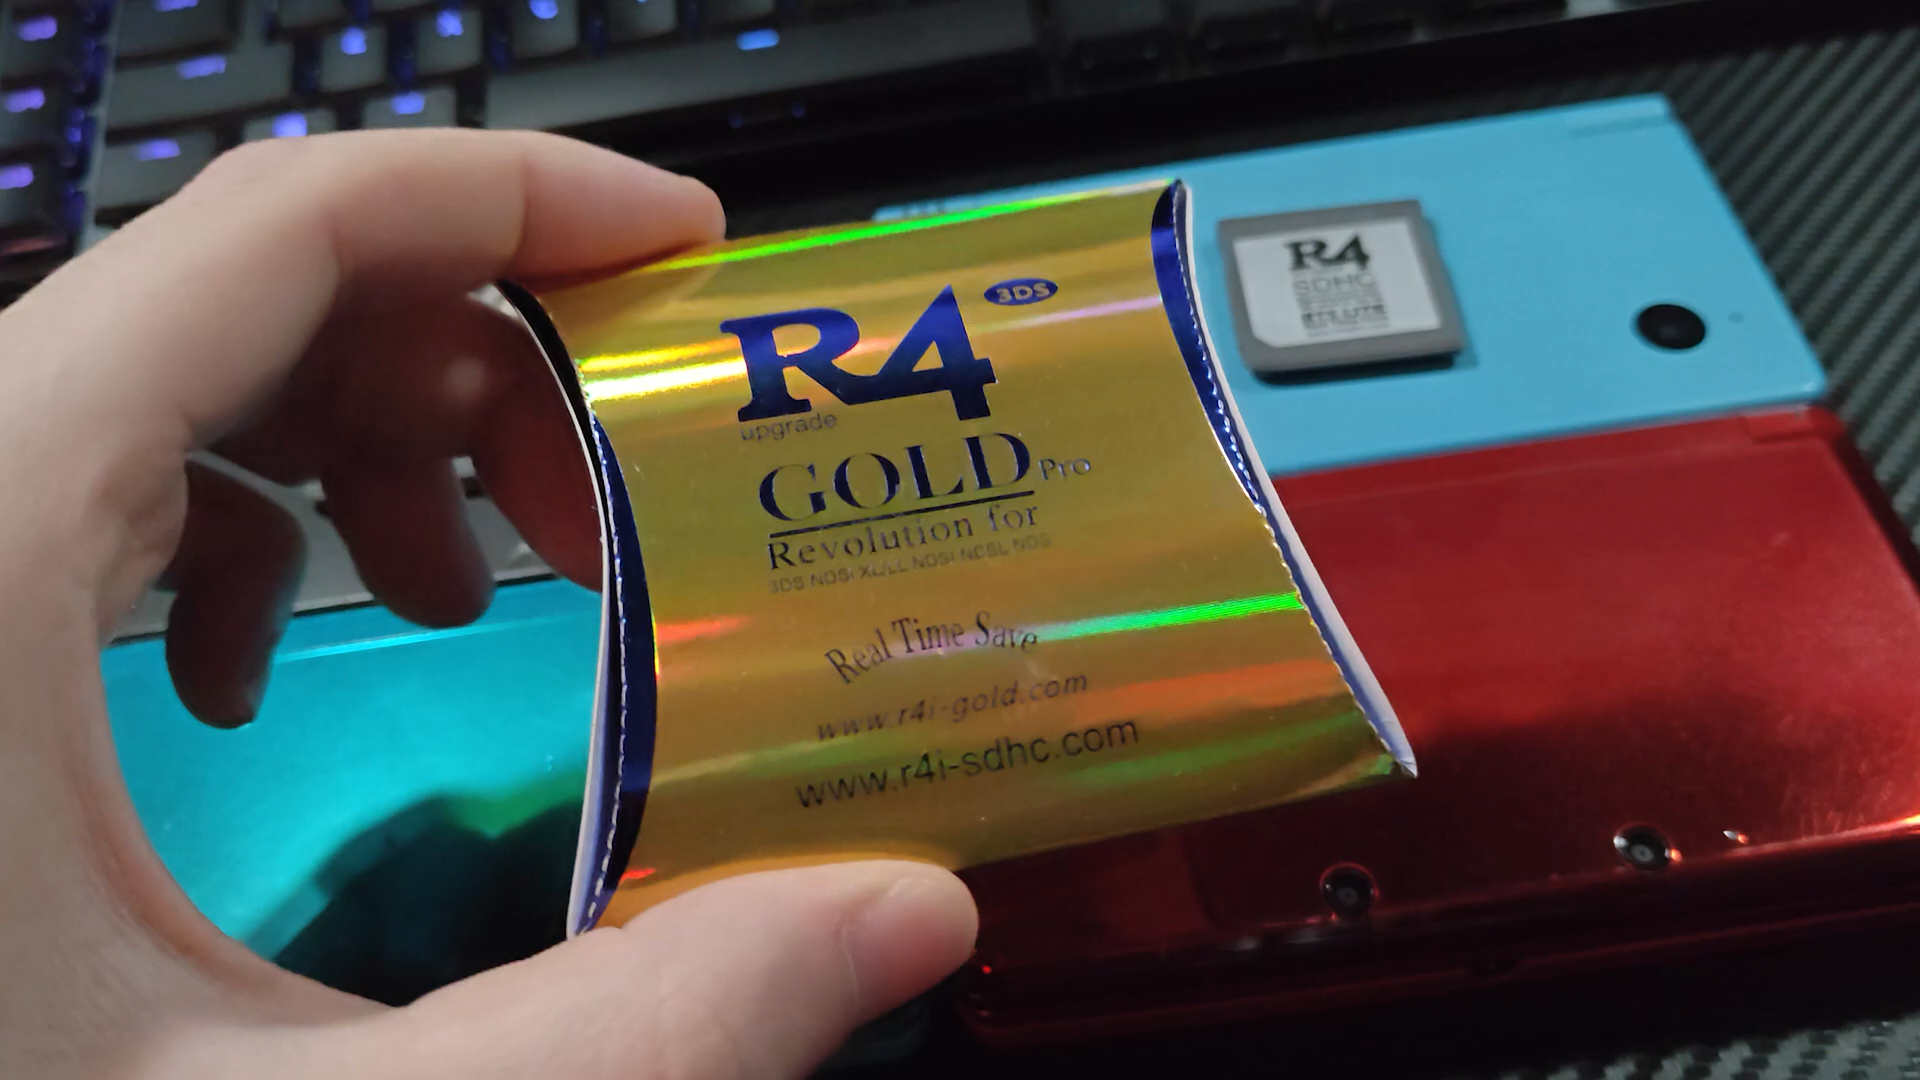 R4 3DS
upgrade
GOLD Pro
Revolution for
3DS NDSi XL/LL NDSi NDSL NDS
Real Time Save
www.r4i-gold.com
www.r4i-sdhc.com
R4
SDHC